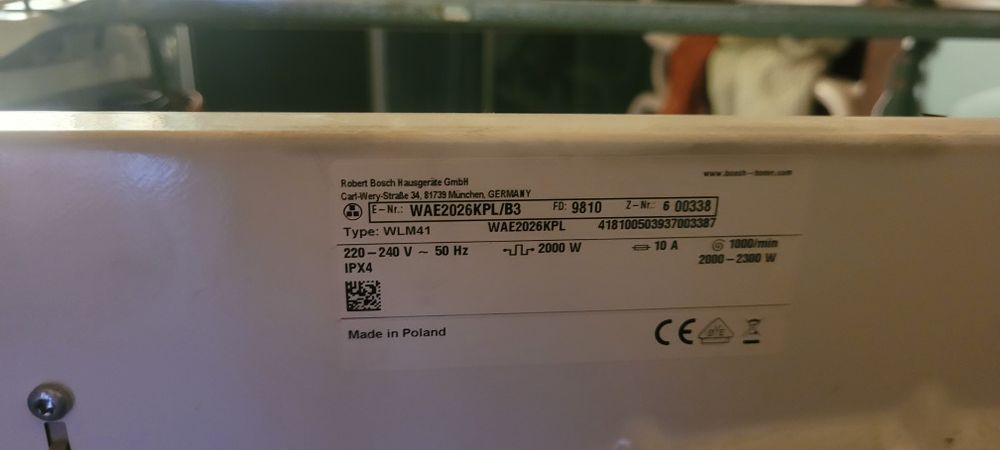 www.bosch-home.com
Robert Bosch Hausgeräte GmbH
Carl-Wery-Straße 34, 81739 München, GERMANY
E-Nr.: WAE2026KPL/B3 FD: 9810 Z-Nr.: 6 00338
Type: WLM41 WAE2026KPL 418100503937003387
220-240 V ~ 50 Hz 2000 W 10 A 1000/min
IPX4 2000-2300 W
Made in Poland CE